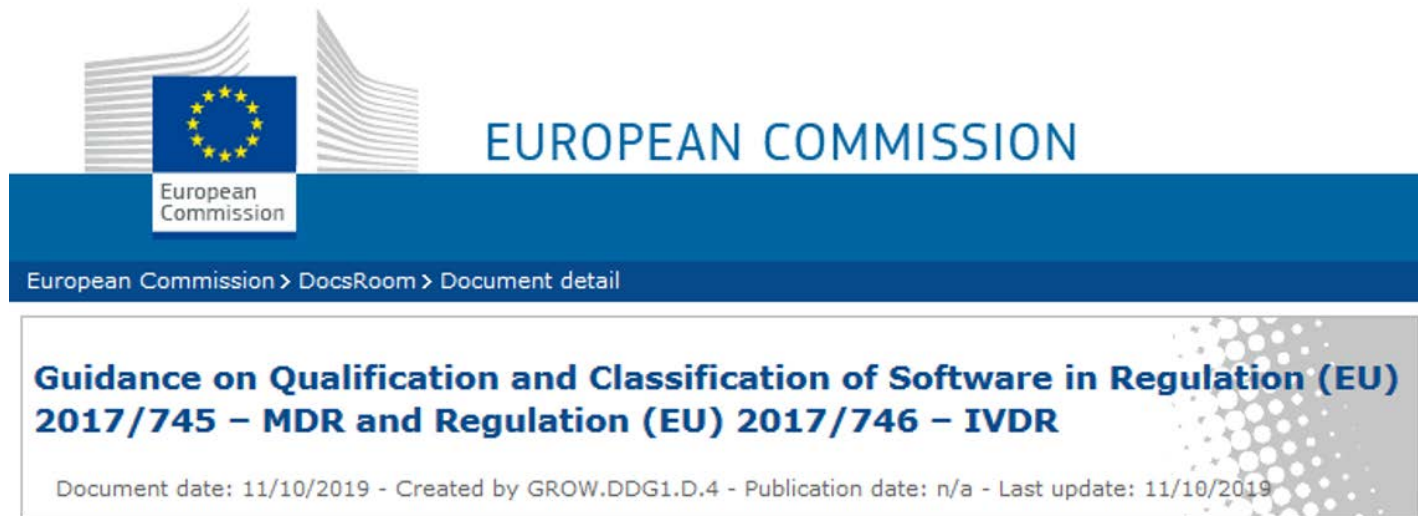 EUROPEAN COMMISSION
European
Commission
European Commission > DocsRoom > Document detail
Guidance on Qualification and Classification of Software in Regulation (EU)
2017/745 – MDR and Regulation (EU) 2017/746 – IVDR
Document date: 11/10/2019 - Created by GROW.DDG1.D.4 - Publication date: n/a - Last update: 11/10/2019